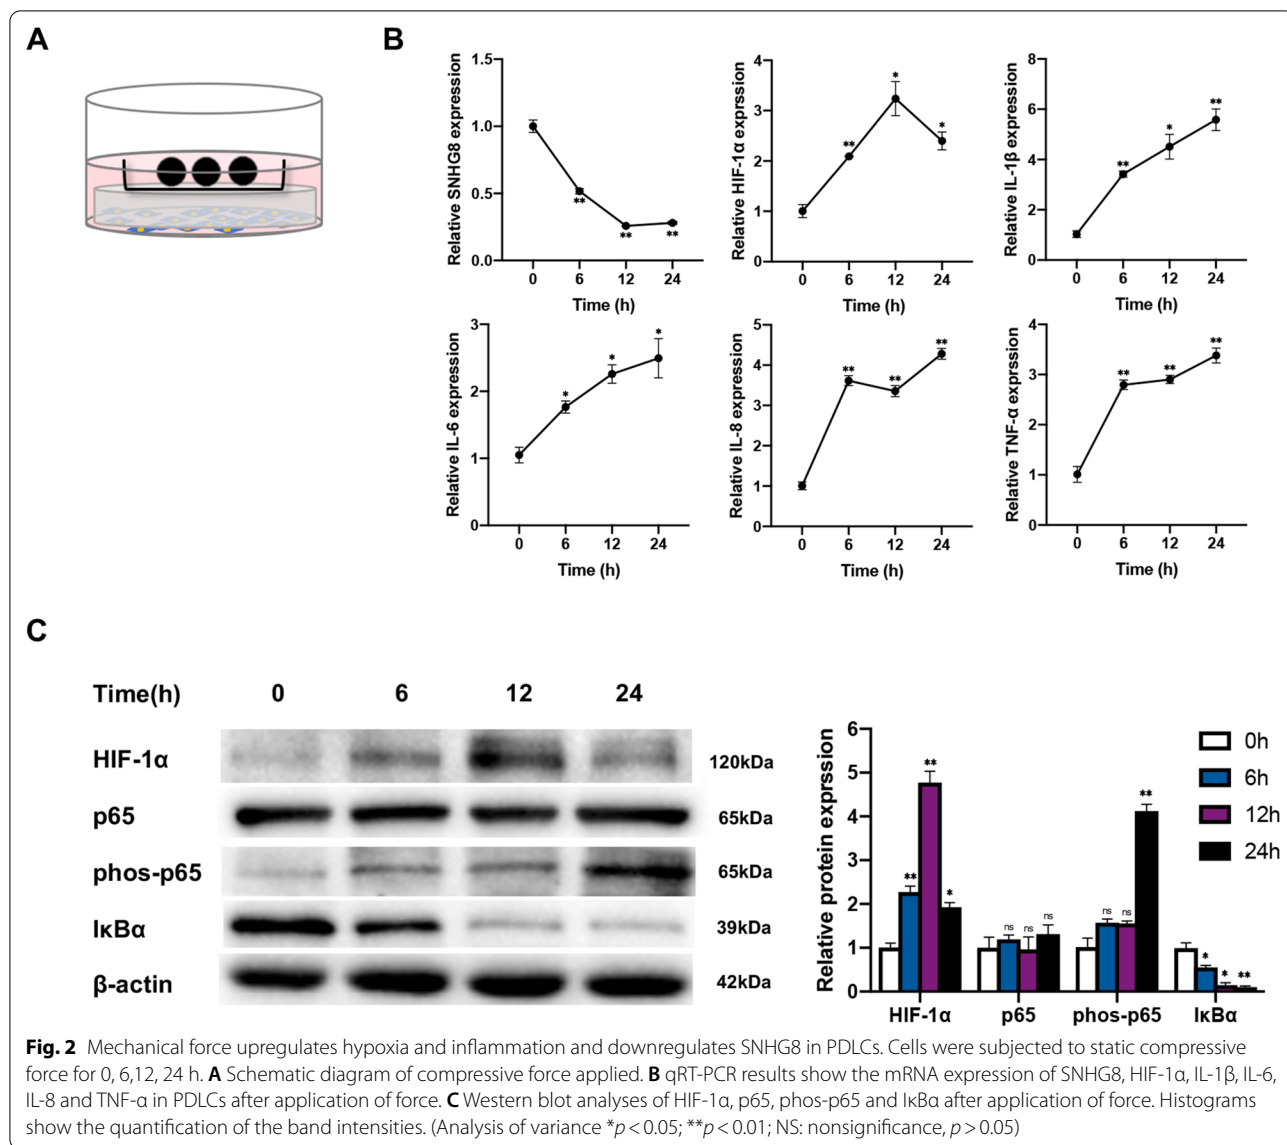 A
B
Relative SNHG8 expression
1.5
1.0
0.5
0.0
**
**
**
0
6
12
24
Time (h)
Relative HIF-1α exprssion
4
3
2
1
0
**
*
*
0
6
12
24
Time (h)
Relative IL-1β expression
8
6
4
2
0
**
*
**
0
6
12
24
Time (h)
Relative IL-6 expression
3
2
1
0
*
*
*
0
6
12
24
Time (h)
Relative IL-8 expression
5
4
3
2
1
0
**
**
**
0
6
12
24
Time (h)
Relative TNF-α exprssion
4
3
2
1
0
**
**
**
0
6
12
24
Time (h)
C
Time(h) 0 6 12 24
HIF-1α 120kDa
p65 65kDa
phos-p65 65kDa
IκBα 39kDa
β-actin 42kDa
Relative protein exprssion
6
5
4
3
2
1
0
**
**
*
ns
ns
ns
ns
ns
**
*
*
**
HIF-1α p65 phos-p65 IκBα
0h
6h
12h
24h
Fig. 2 Mechanical force upregulates hypoxia and inflammation and downregulates SNHG8 in PDLCs. Cells were subjected to static compressive
force for 0, 6,12, 24 h. A Schematic diagram of compressive force applied. B qRT-PCR results show the mRNA expression of SNHG8, HIF-1α, IL-1β, IL-6,
IL-8 and TNF-α in PDLCs after application of force. C Western blot analyses of HIF-1α, p65, phos-p65 and IκBα after application of force. Histograms
show the quantification of the band intensities. (Analysis of variance *p < 0.05; **p < 0.01; NS: nonsignificance, p > 0.05)